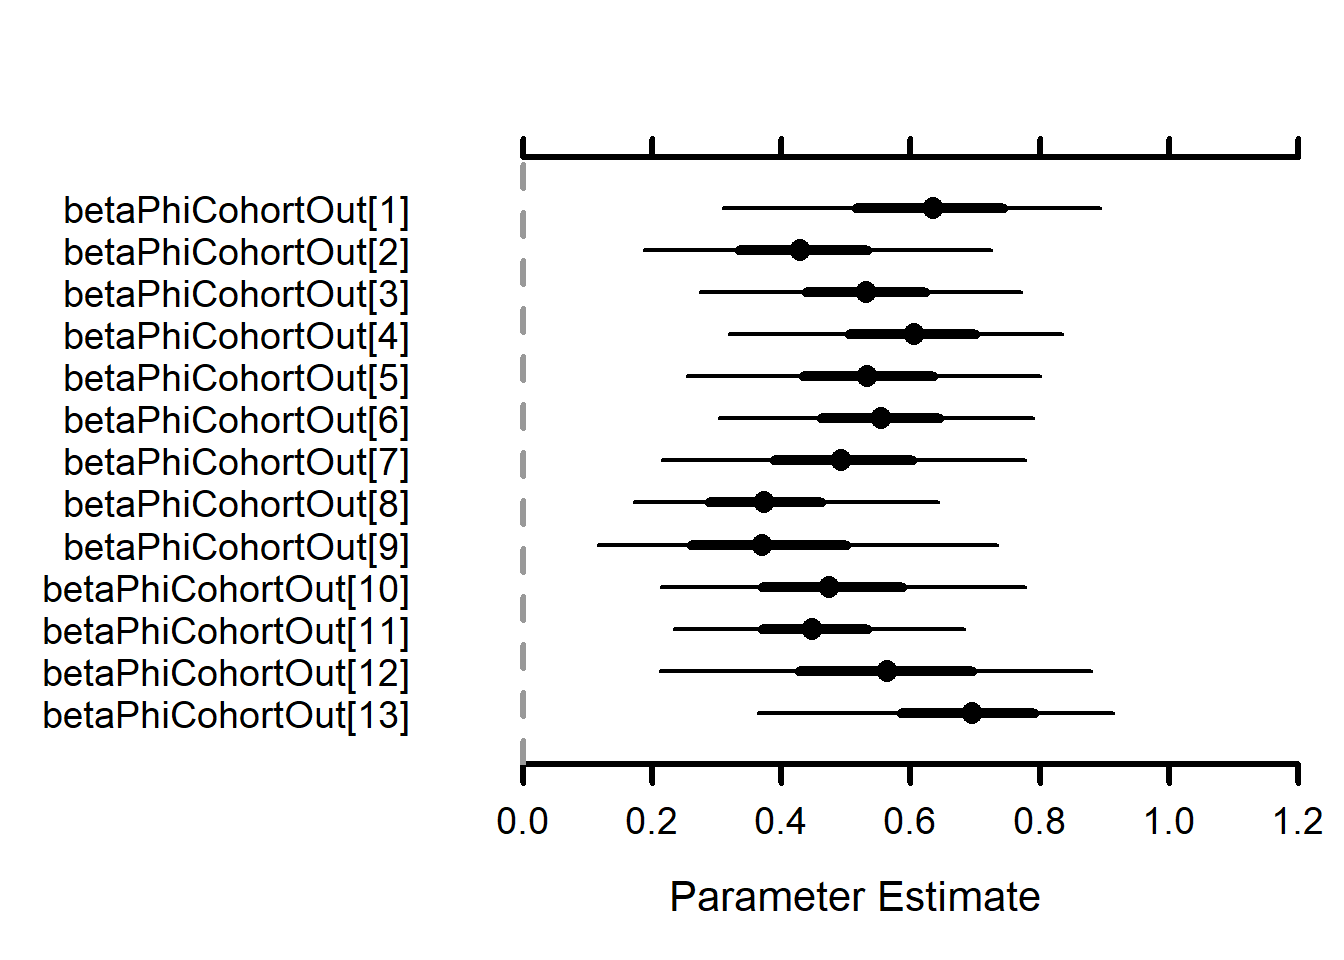 betaPhiCohortOut[1]
betaPhiCohortOut[2]
betaPhiCohortOut[3]
betaPhiCohortOut[4]
betaPhiCohortOut[5]
betaPhiCohortOut[6]
betaPhiCohortOut[7]
betaPhiCohortOut[8]
betaPhiCohortOut[9]
betaPhiCohortOut[10]
betaPhiCohortOut[11]
betaPhiCohortOut[12]
betaPhiCohortOut[13]
0.0 0.2 0.4 0.6 0.8 1.0 1.2
Parameter Estimate